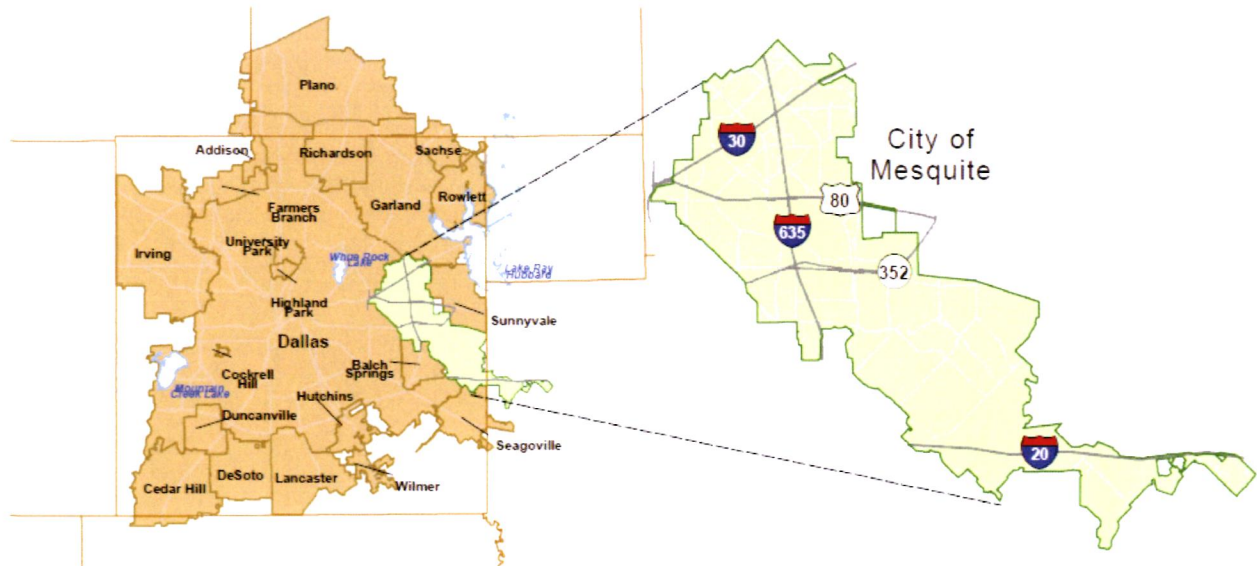 Plano
Addison
Richardson
Sachse
Garland
Rowlett
Farmers
Branch
Irving
University
Park
White Rock
Lake
Lake Ray
Hubbard
Highland
Park
Sunnyvale
Dallas
Balch
Springs
Cockrell
Hill
Mountain
Creek Lake
Hutchins
Duncanville
Seagoville
DeSoto
Lancaster
Cedar Hill
Wilmer
City of
Mesquite
30
80
635
352
20